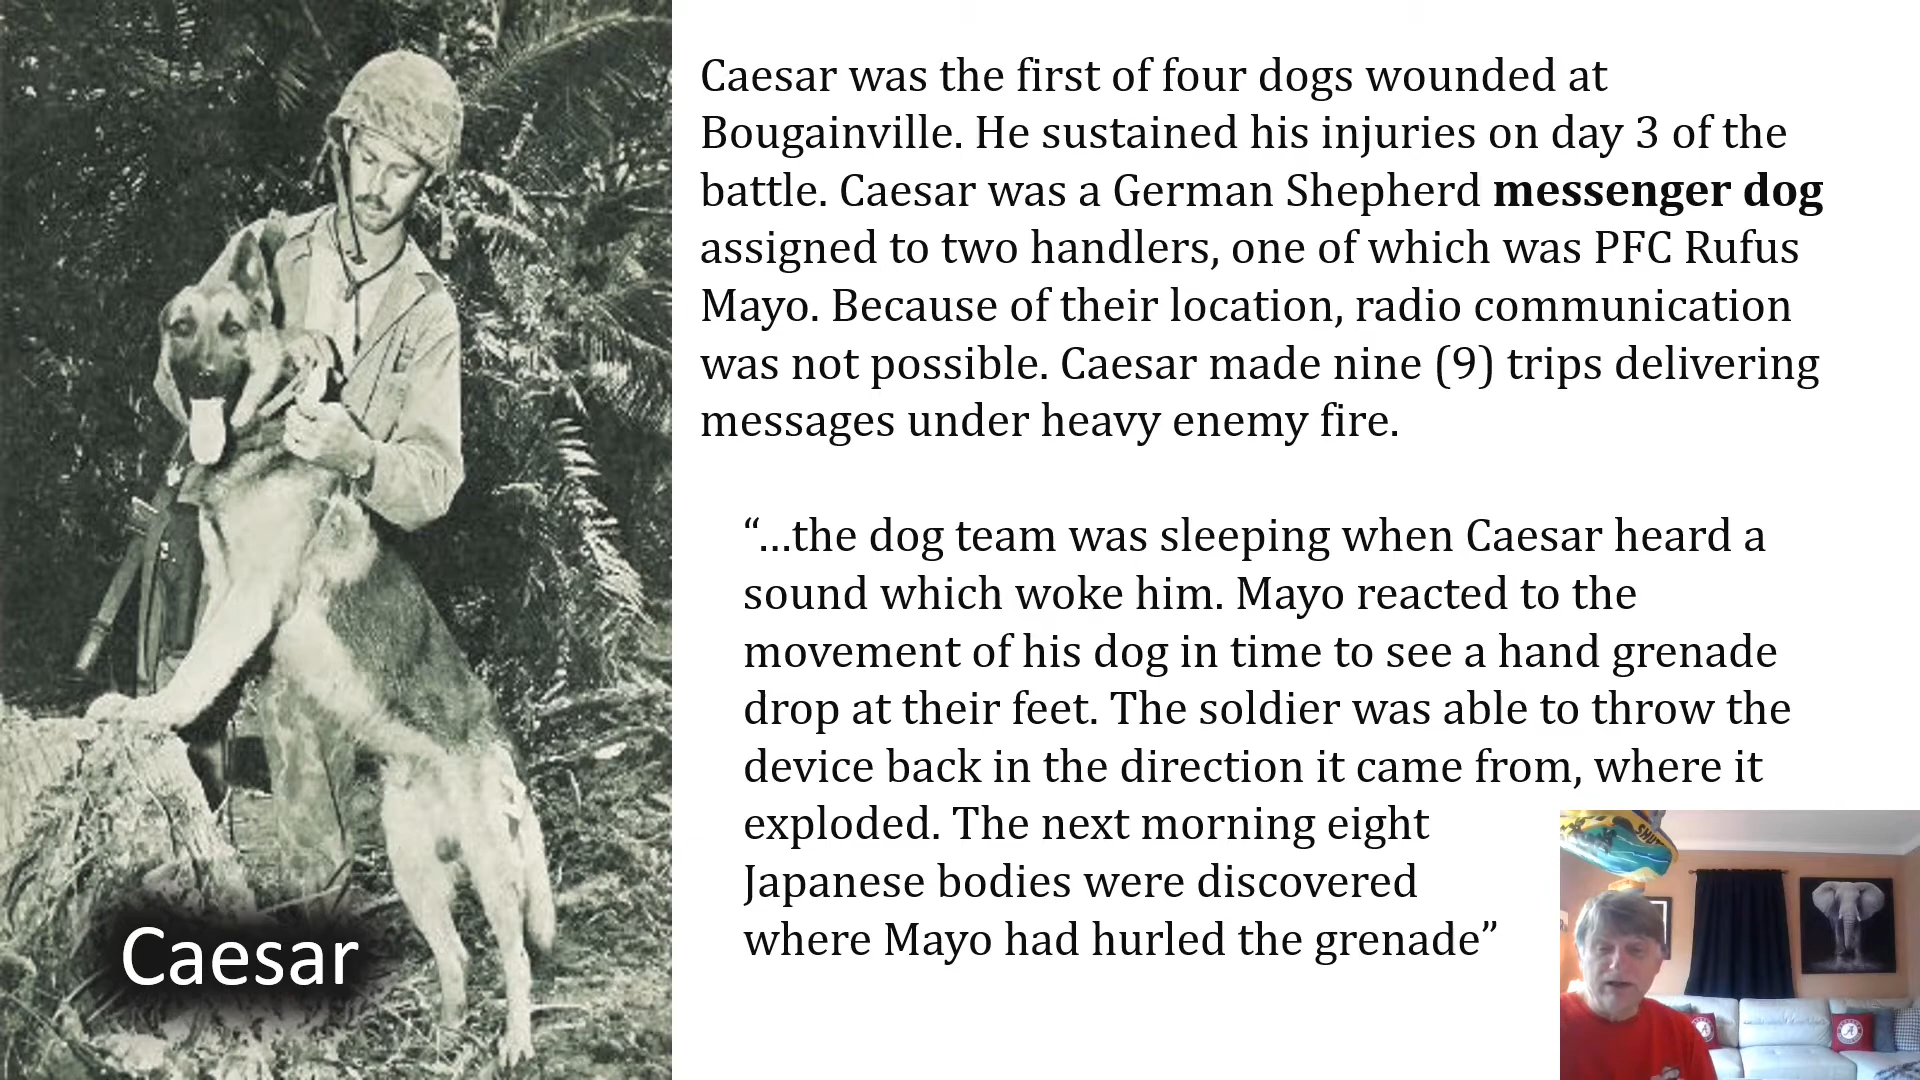 Caesar was the first of four dogs wounded at
Bougainville. He sustained his injuries on day 3 of the
battle. Caesar was a German Shepherd messenger dog
assigned to two handlers, one of which was PFC Rufus
Mayo. Because of their location, radio communication
was not possible. Caesar made nine (9) trips delivering
messages under heavy enemy fire.
“…the dog team was sleeping when Caesar heard a
sound which woke him. Mayo reacted to the
movement of his dog in time to see a hand grenade
drop at their feet. The soldier was able to throw the
device back in the direction it came from, where it
exploded. The next morning eight
Japanese bodies were discovered
where Mayo had hurled the grenade”
Caesar
A